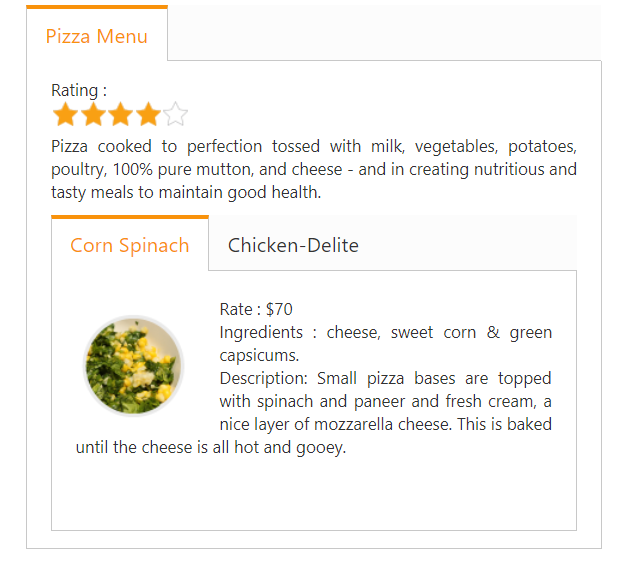 Pizza Menu
Rating :
Pizza cooked to perfection tossed with milk, vegetables, potatoes,
poultry, 100% pure mutton, and cheese - and in creating nutritious and
tasty meals to maintain good health.
Corn Spinach Chicken-Delite
Rate : $70
Ingredients : cheese, sweet corn & green
capsicums.
Description: Small pizza bases are topped
with spinach and paneer and fresh cream, a
nice layer of mozzarella cheese. This is baked
until the cheese is all hot and gooey.